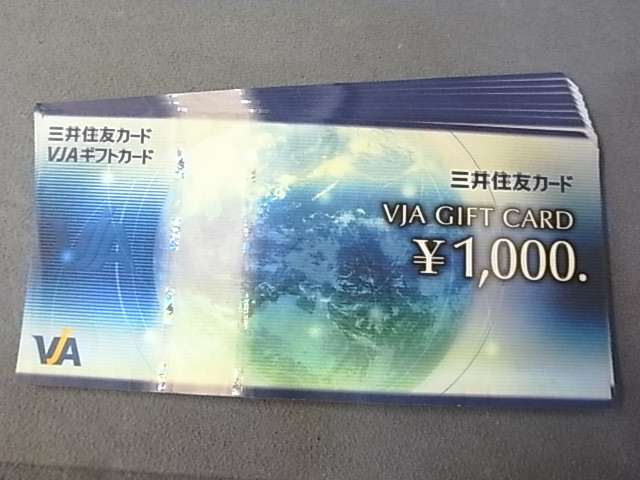 三井住友カード
VJAギフトカード
三井住友カード
VJA GIFT CARD
¥1,000.
VJA